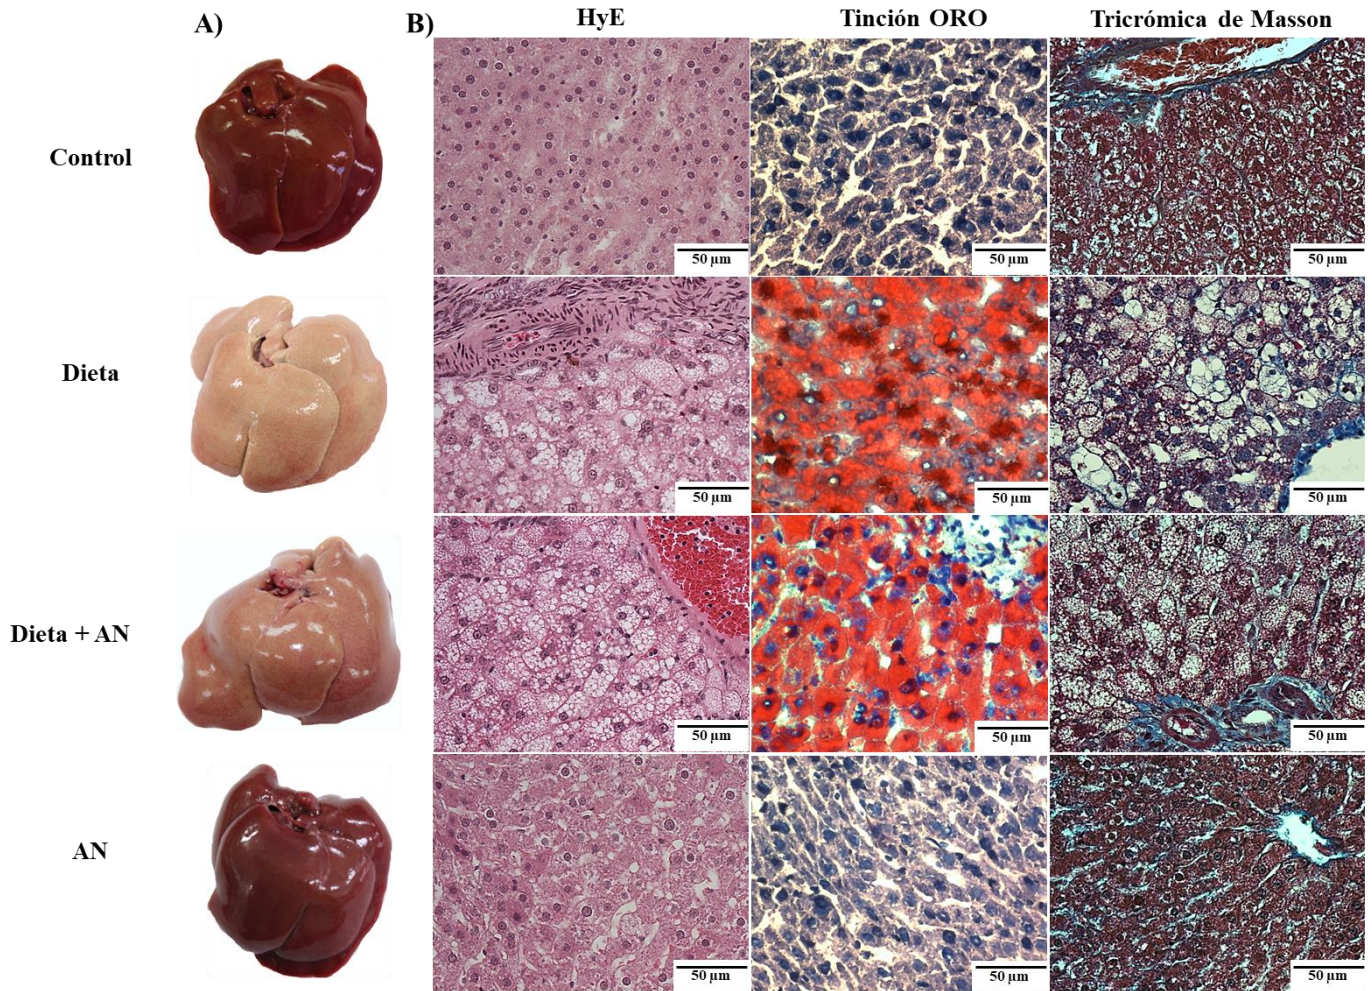 A)
B)
HyE
Tinción ORO
Tricrómica de Masson
Control
50 µm
50 µm
50 µm
Dieta
50 µm
50 µm
50 µm
Dieta + AN
50 µm
50 µm
50 µm
AN
50 µm
50 µm
50 µm